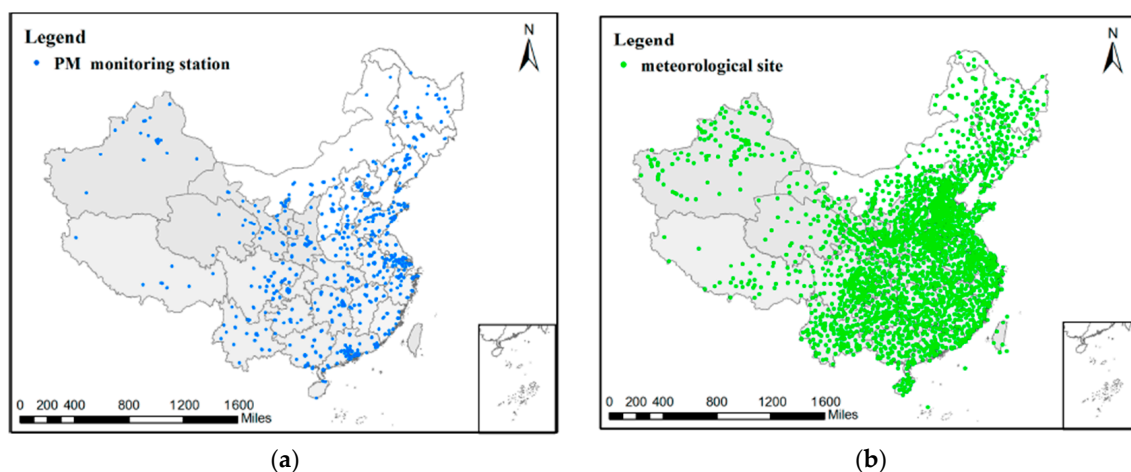 Legend
PM monitoring station
N
0 200 400 800 1200 1600
Miles
(a)
Legend
meteorological site
N
0 200 400 800 1200 1600
Miles
(b)